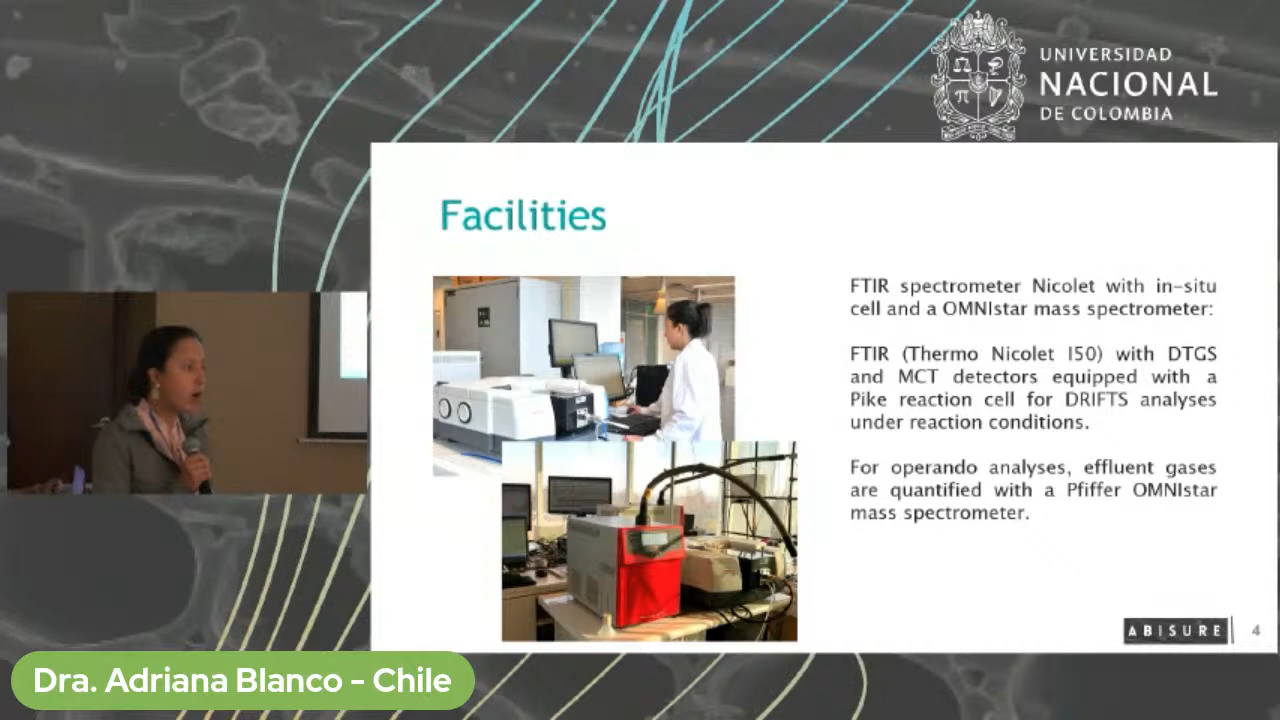 UNIVERSIDAD
NACIONAL
DE COLOMBIA
Facilities
FTIR spectrometer Nicolet with in-situ
cell and a OMNIstar mass spectrometer:
FTIR (Thermo Nicolet I50) with DTGS
and MCT detectors equipped with a
Pike reaction cell for DRIFTS analyses
under reaction conditions.
For operando analyses, effluent gases
are quantified with a Pfiffer OMNIstar
mass spectrometer.
ABISURE
4
Dra. Adriana Blanco - Chile